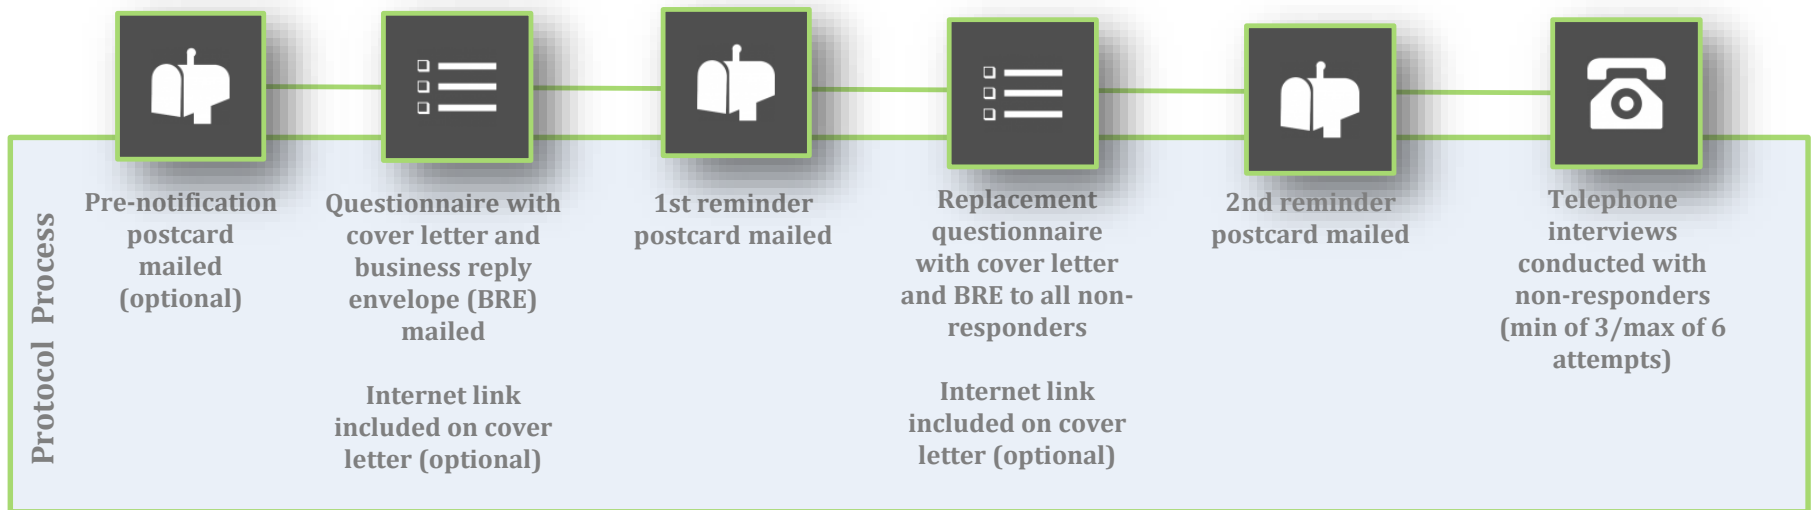 Protocol Process
Pre-notification
postcard
mailed
(optional)
Questionnaire with
cover letter and
business reply
envelope (BRE)
mailed
Internet link
included on cover
letter (optional)
1st reminder
postcard mailed
Replacement
questionnaire
with cover letter
and BRE to all non-
responders
Internet link
included on cover
letter (optional)
2nd reminder
postcard mailed
Telephone
interviews
conducted with
non-responders
(min of 3/max of 6
attempts)